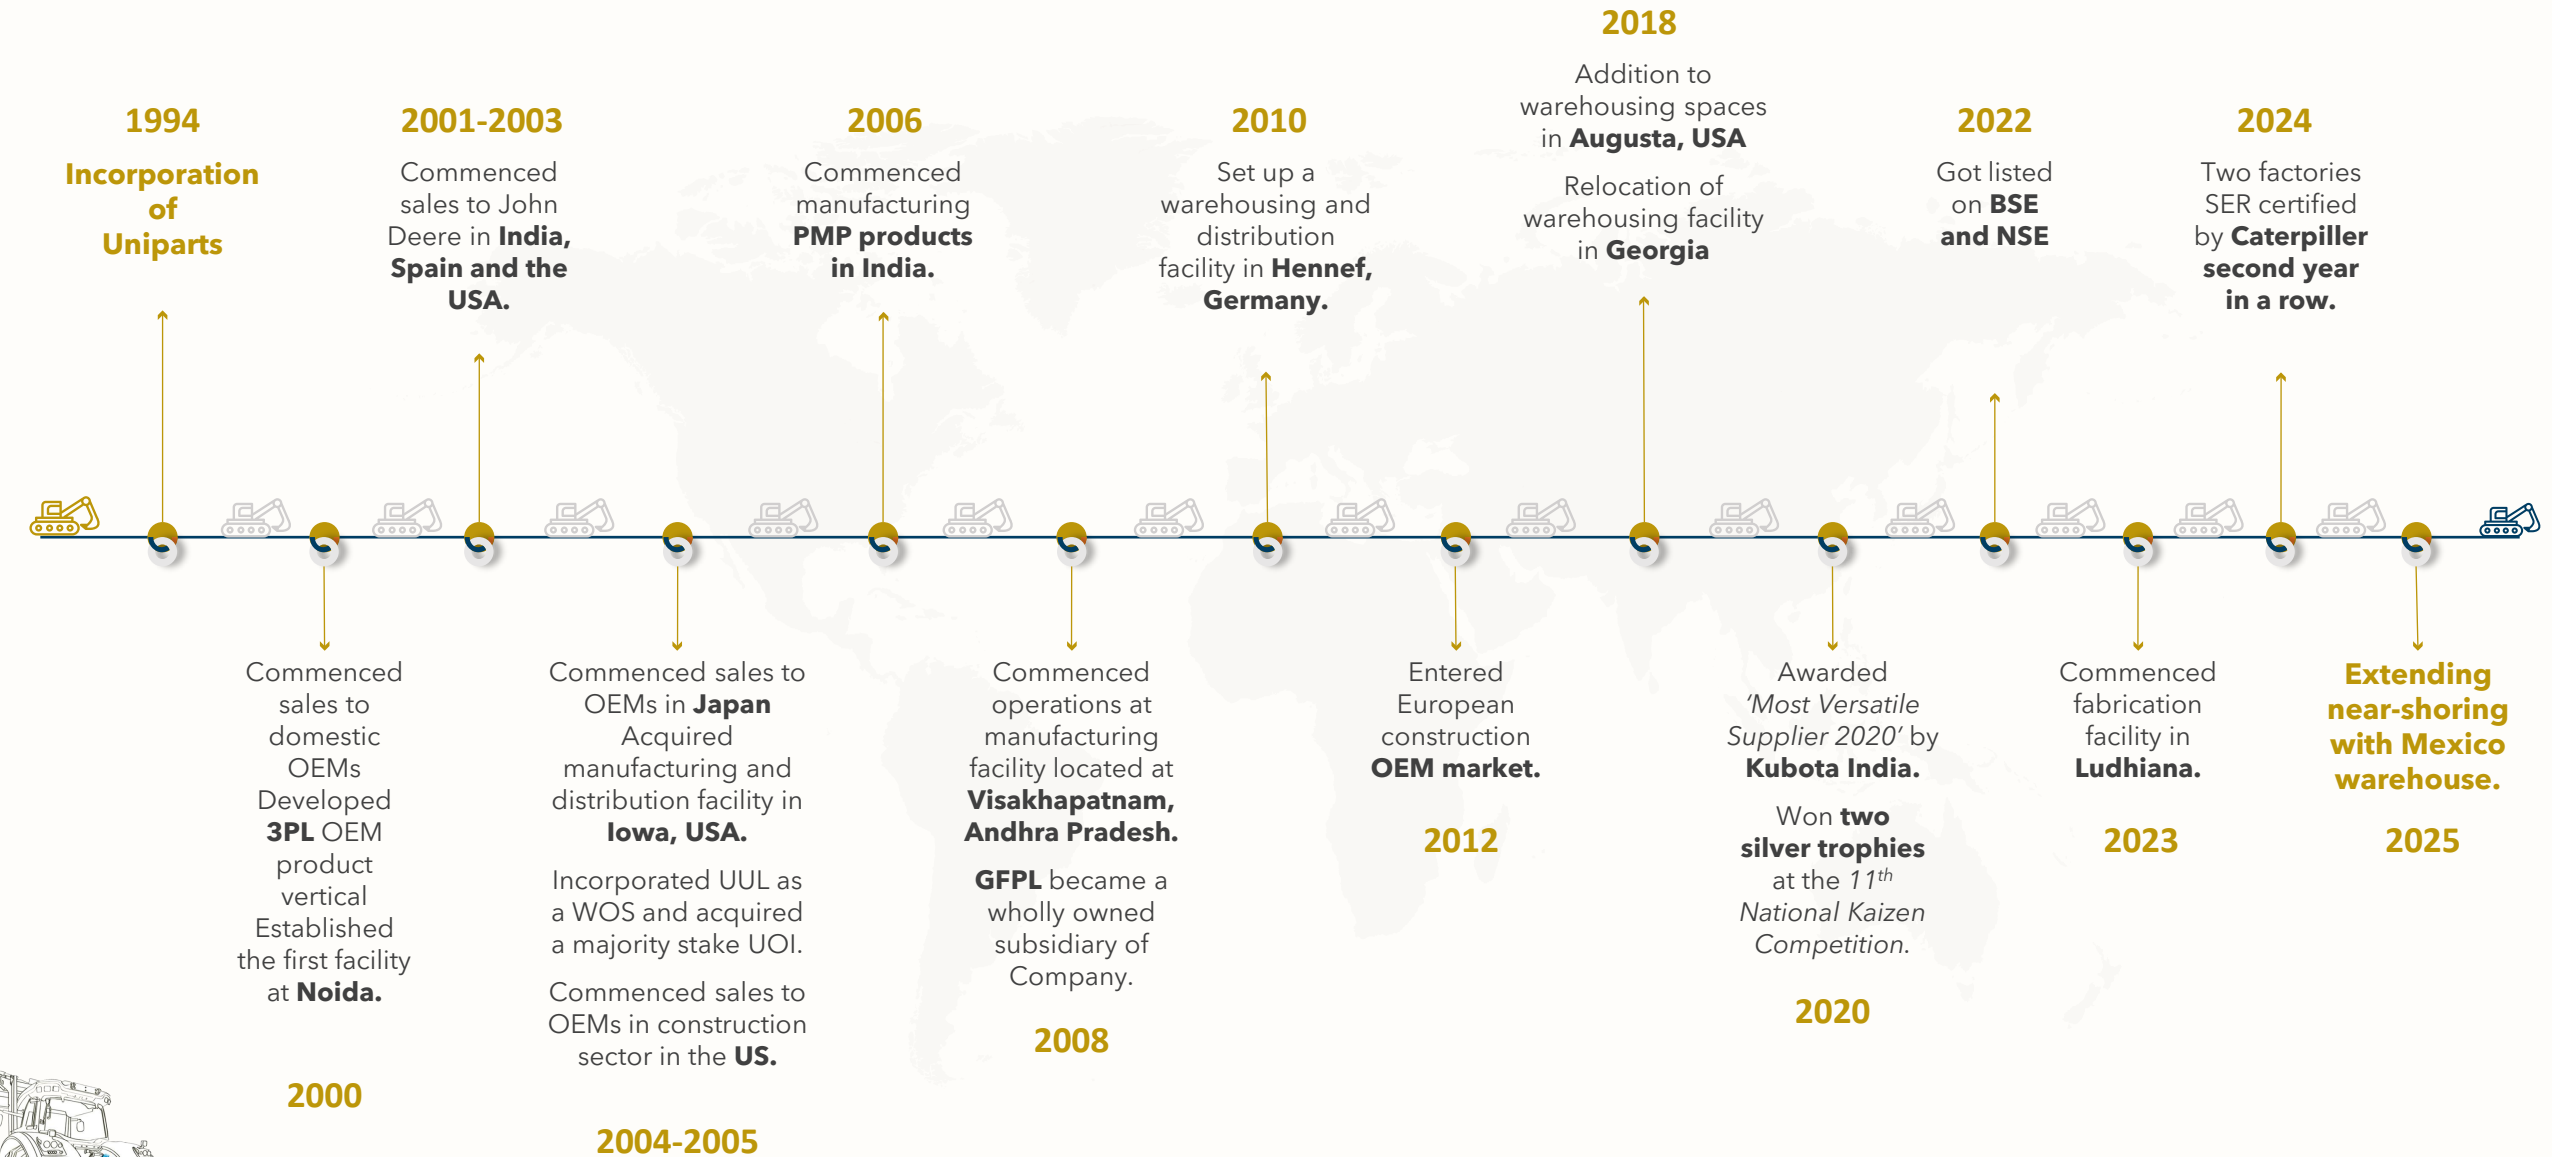 1994
Incorporation
of
Uniparts
Commenced
sales to
domestic
OEMs
Developed
3PL OEM
product
vertical
Established
the first facility
at Noida.
2000
2001-2003
Commenced
sales to John
Deere in India,
Spain and the
USA.
Commenced sales to
OEMs in Japan
Acquired
manufacturing and
distribution facility in
Iowa, USA.
Incorporated UUL as
a WOS and acquired
a majority stake UOI.
Commenced sales to
OEMs in construction
sector in the US.
2004-2005
2006
Commenced
manufacturing
PMP products
in India.
Commenced
operations at
manufacturing
facility located at
Visakhapatnam,
Andhra Pradesh.
GFPL became a
wholly owned
subsidiary of
Company.
2008
2010
Set up a
warehousing and
distribution
facility in Hennef,
Germany.
Entered
European
construction
OEM market.
2012
2018
Addition to
warehousing spaces
in Augusta, USA
Relocation of
warehousing facility
in Georgia
Awarded
‘Most Versatile
Supplier 2020’ by
Kubota India.
Won two
silver trophies
at the 11th
National Kaizen
Competition.
2020
2022
Got listed
on BSE
and NSE
Commenced
fabrication
facility in
Ludhiana.
2023
2024
Two factories
SER certified
by Caterpiller
second year
in a row.
Extending
near-shoring
with Mexico
warehouse.
2025